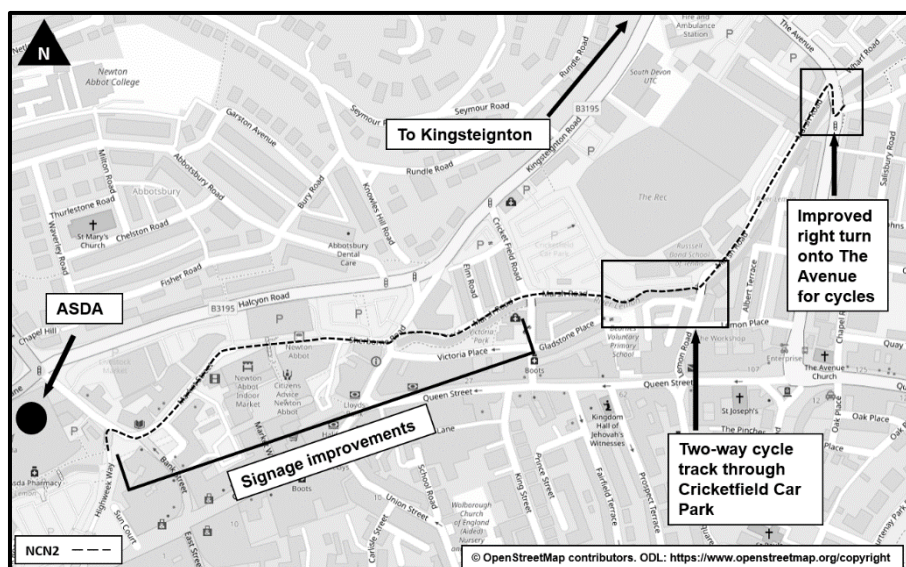 N
Newton
Abbot College
Fire and
Ambulance
Station
The Avenue
Wharf Road
Rundle Road
South Devon
UTC
B3195
To Kingsteignton
Seymour Road
Garston Avenue
Kingsteignton Road
Milton Road
Abbotsbury
Abbotsbury Road
Bury Road
Rundle Road
Salisbury Road
Thurlestone Road
Waverley Road
St Mary's
Church
Chelston Road
Knowles Hill Road
The Rec
Abbotsbury
Dental
Care
Cricket Field Road
Improved
right turn
onto The
Avenue
for cycles
Fisher Road
Elm Road
ASDA
B3195
Halcyon Road
Albert Terrace
Chapel Hill
Gladstone Place
Voluntary Primary
School
Victoria Place
Newton
Abbot
Quay
The Avenue
Church
Boots
Queen Street
Newton
Abbot
Indoor
Market
Citizens
Advice
Newton
Abbot
St Joseph's
Oak Place
Oak Place
Kingdom
Hall of
Jehovah's
Witnesses
Signage improvements
Highweek Way
Bank Street
School Road
Prince Street
King Street
Fairfield Terrace
Prospect Terrace
Two-way cycle
track through
Cricketfield Car
Park
Boots
Sun Court
East Street
Union Street
Carlisle Street
Wolborough
Church
of England
(Aided)
Nursery
NCN2
© OpenStreetMap contributors. ODL: https://www.openstreetmap.org/copyright